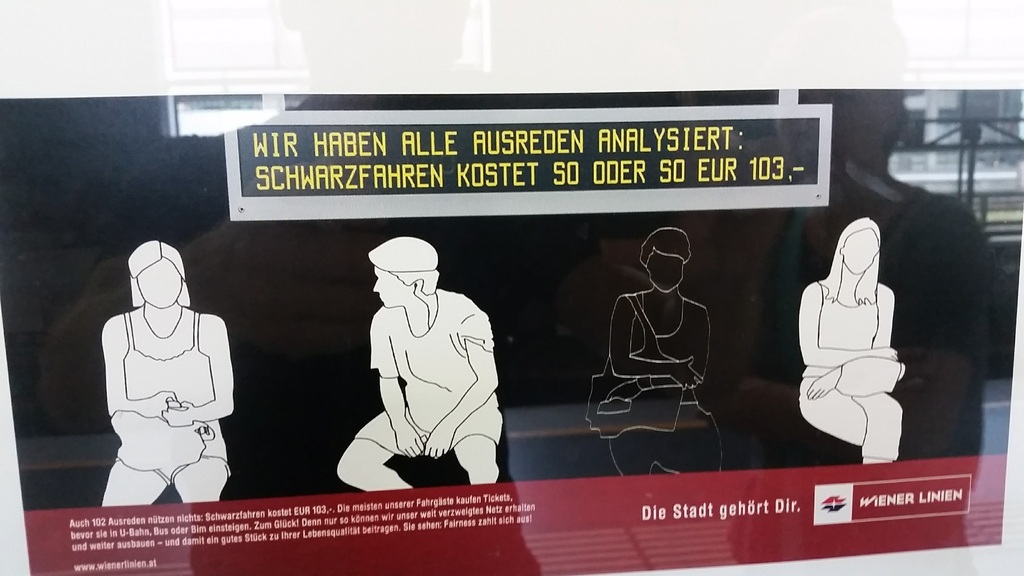 WIR HABEN ALLE AUSREDEN ANALYSIERT:
SCHWARZFAHREN KOSTET SO ODER SO EUR 103,-
Auch 102 Ausreden nützen nichts: Schwarzfahren kostet EUR 103,-. Die meisten unserer Fahrgäste kaufen Tickets,
bevor sie in U-Bahn, Bus oder Bim einsteigen. Zum Glück! Denn nur so können wir unser weit verzweigtes Netz erhalten
und weiter ausbauen – und damit ein gutes Stück zu Ihrer Lebensqualität beitragen. Sie sehen: Fairness zahlt sich aus!
www.wienerlinien.at
Die Stadt gehört Dir.
WIENER LINIEN